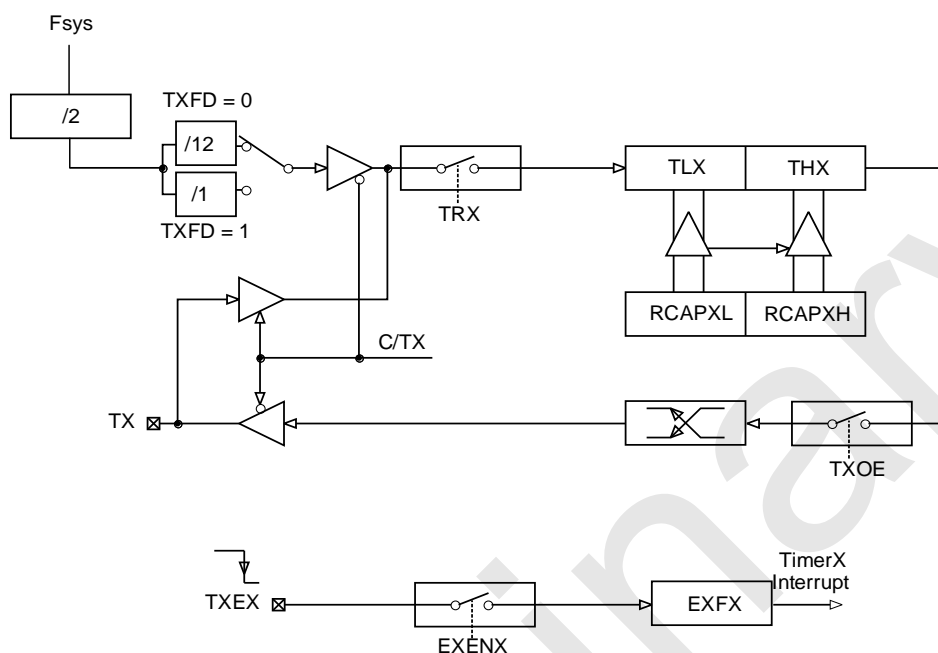 Fsys
/2
TXFD = 0
/12
/1
TXFD = 1
TRX
TLX
THX
RCAPXL
RCAPXH
C/TX
TX
TXOE
TXEX
EXENX
EXFX
TimerX
Interrupt
inary